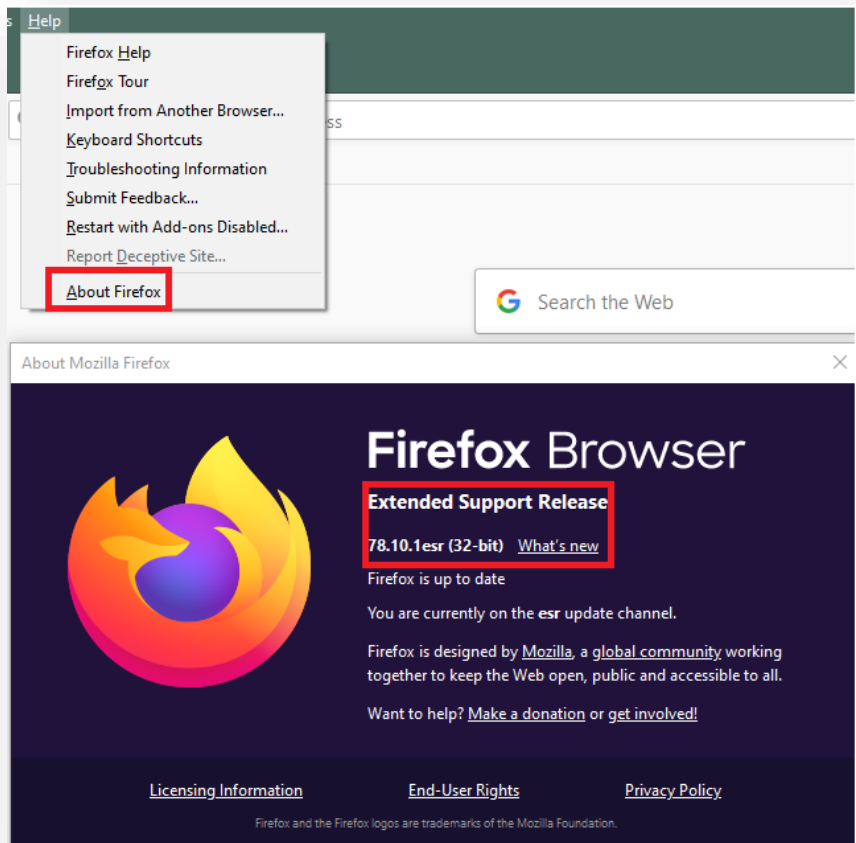 s Help
Firefox Help
Firefox Tour
Import from Another Browser...
Keyboard Shortcuts
ss
Troubleshooting Information
Submit Feedback...
Restart with Add-ons Disabled...
Report Deceptive Site...
About Firefox
Search the Web
About Mozilla Firefox
Firefox Browser
Extended Support Release
78.10.1esr (32-bit) What's new
Firefox is up to date
You are currently on the esr update channel.
Firefox is designed by Mozilla, a global community working
together to keep the Web open, public and accessible to all.
Want to help? Make a donation or get involved!
Licensing Information End-User Rights Privacy Policy
Firefox and the Firefox logos are trademarks of the Mozilla Foundation.